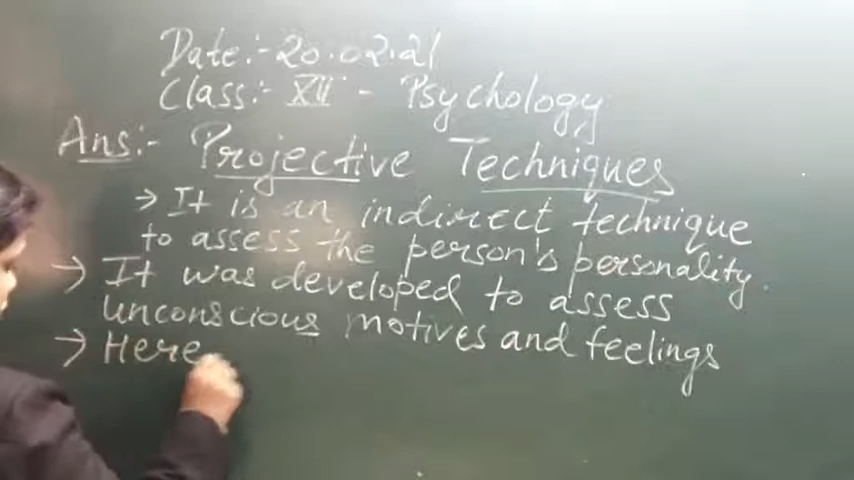 Date:- 20.02.21
Class:- XII - Psychology
Ans:- Projective Techniques
→ It is an indirect technique
to assess the person's personality.
→ It was developed to assess
unconscious motives and feelings
→ Here